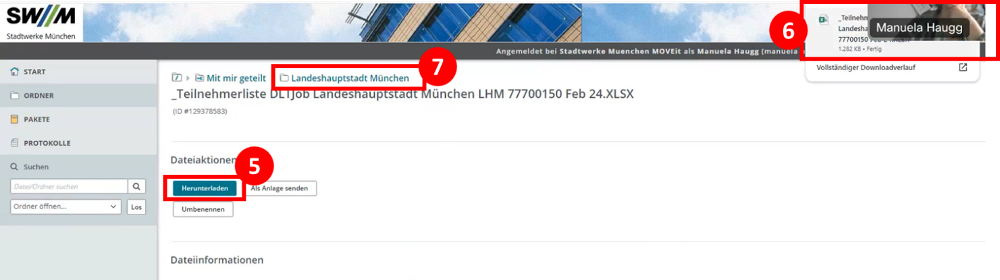 SW//M
Stadtwerke München
6
_Teilnehm
Landesha
77700150
1.282 KB • Fertig
Manuela Haugg
Vollständiger Downloadverlauf
Angemeldet bei Stadtwerke Muenchen MOVEit als Manuela Haugg (manuela
START
ORDNER
PAKETE
PROTOKOLLE
Suchen
Datei/Ordner suchen
Ordner öffnen...
Los
7
Mit mir geteilt
Landeshauptstadt München
_Teilnehmerliste DLTJob Landeshauptstadt München LHM 77700150 Feb 24.XLSX
(ID #129378583)
Dateiaktionen
5
Herunterladen
Als Anlage senden
Umbenennen
Dateiinformationen